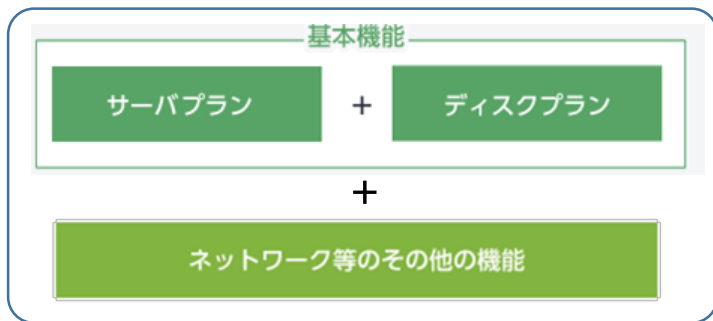 基本機能
サーバプラン + ディスクプラン
+
ネットワーク等のその他の機能